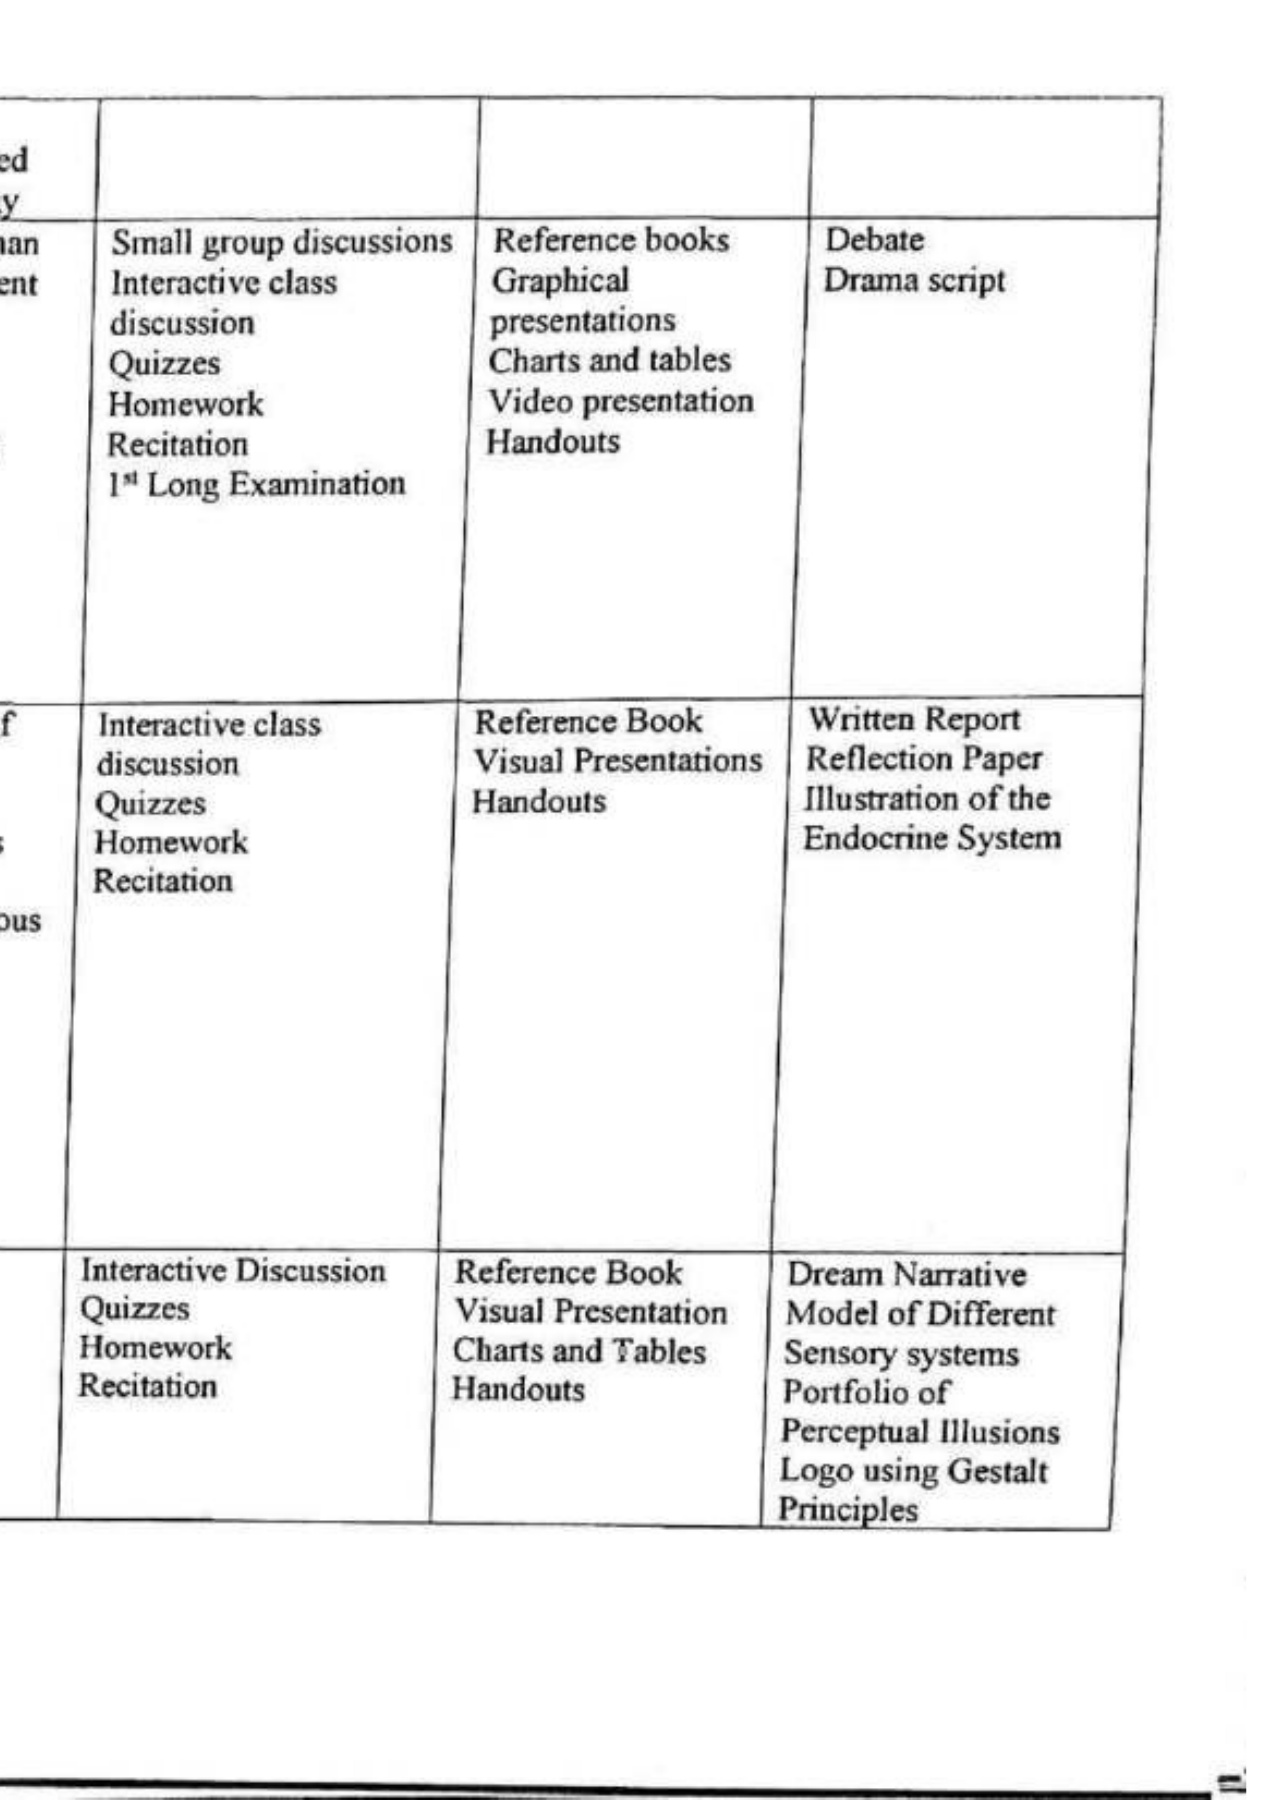 ed
y
nan
ent
Small group discussions
Interactive class
discussion
Quizzes
Homework
Recitation
1st Long Examination
Reference books
Graphical
presentations
Charts and tables
Video presentation
Handouts
Debate
Drama script
f
s
ous
Interactive class
discussion
Quizzes
Homework
Recitation
Reference Book
Visual Presentations
Handouts
Written Report
Reflection Paper
Illustration of the
Endocrine System
Interactive Discussion
Quizzes
Homework
Recitation
Reference Book
Visual Presentation
Charts and Tables
Handouts
Dream Narrative
Model of Different
Sensory systems
Portfolio of
Perceptual Illusions
Logo using Gestalt
Principles